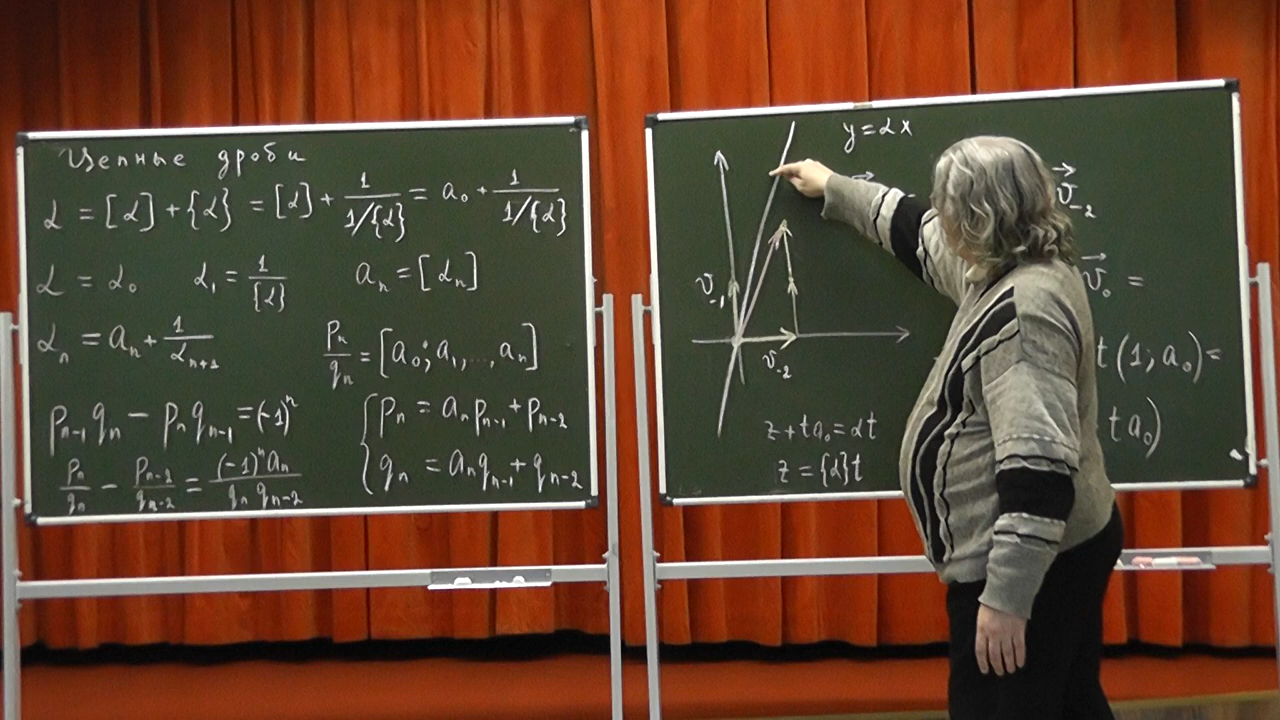 Цепные дроби
α = [α] + {α} = [α] + 1/(1/{α}) = a₀ + 1/(1/{α})
α = α₀   α₁ = 1/{α}   aₙ = [αₙ]
αₙ = aₙ + 1/αₙ₊₁   pₙ/qₙ = [a₀; a₁, ..., aₙ]
pₙ₋₁qₙ − pₙqₙ₋₁ = (−1)ⁿ   { pₙ = aₙpₙ₋₁ + pₙ₋₂
pₙ/qₙ − pₙ₋₂/qₙ₋₂ = (−1)ⁿaₙ/(qₙqₙ₋₂)   qₙ = aₙqₙ₋₁ + qₙ₋₂
y = αx
v⃗₋₂
v₋₁
v⃗₀ =
v₋₂
t(1; a₀) =
z + ta₀ = αt
ta₀)
z = {α}t